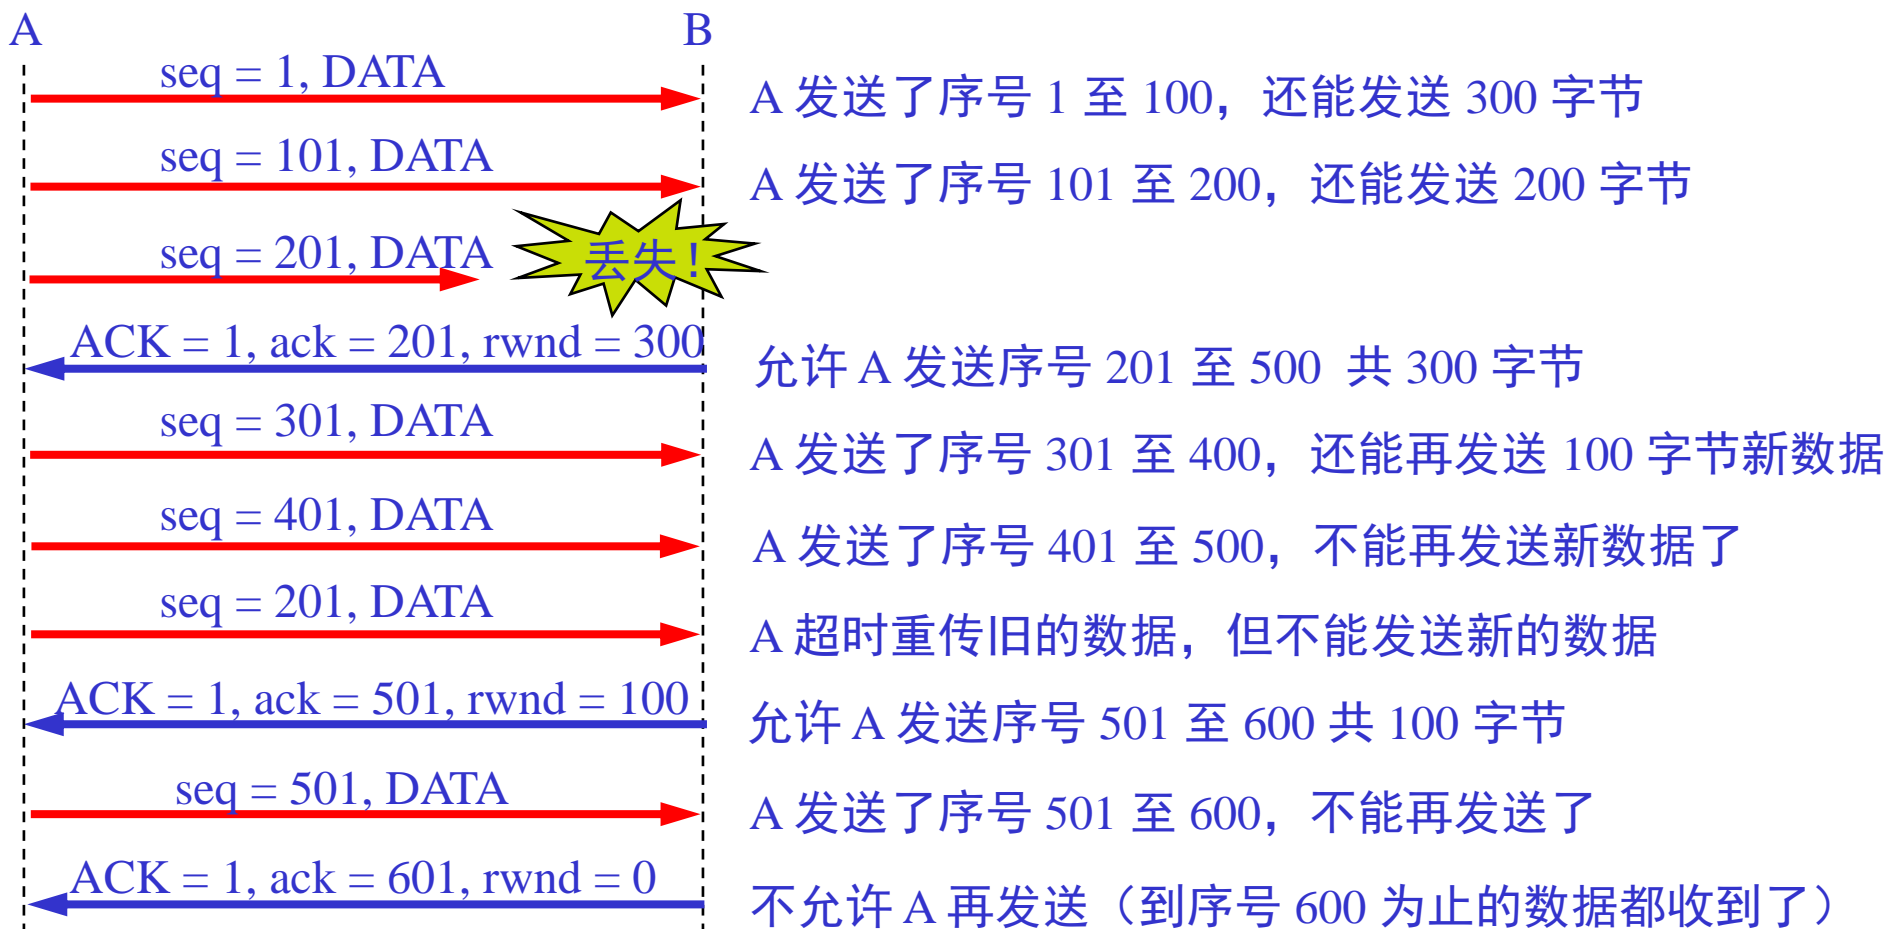 A
B
seq = 1, DATA
A 发送了序号 1 至 100，还能发送 300 字节
seq = 101, DATA
A 发送了序号 101 至 200，还能发送 200 字节
seq = 201, DATA
丢失！
ACK = 1, ack = 201, rwnd = 300
允许 A 发送序号 201 至 500 共 300 字节
seq = 301, DATA
A 发送了序号 301 至 400，还能再发送 100 字节新数据
seq = 401, DATA
A 发送了序号 401 至 500，不能再发送新数据了
seq = 201, DATA
A 超时重传旧的数据，但不能发送新的数据
ACK = 1, ack = 501, rwnd = 100
允许 A 发送序号 501 至 600 共 100 字节
seq = 501, DATA
A 发送了序号 501 至 600，不能再发送了
ACK = 1, ack = 601, rwnd = 0
不允许 A 再发送（到序号 600 为止的数据都收到了）